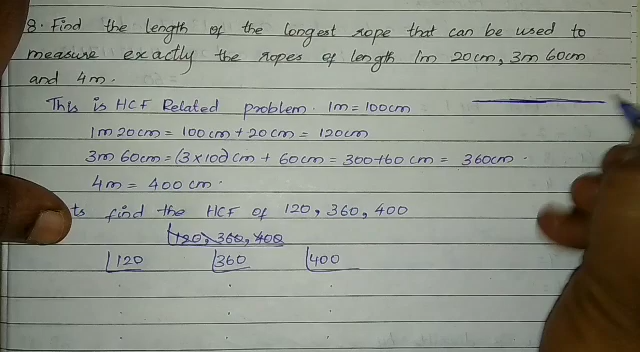 8. Find the length of the longest rope that can be used to
measure exactly the ropes of length 1m 20cm, 3m 60cm
and 4m.
This is HCF Related problem. 1m = 100cm
1m 20cm = 100cm + 20cm = 120cm
3m 60cm = (3×100)cm + 60cm = 300+60 cm = 360cm.
4m = 400 cm.
ts find the HCF of 120, 360, 400
120, 360, 400
120 360 400